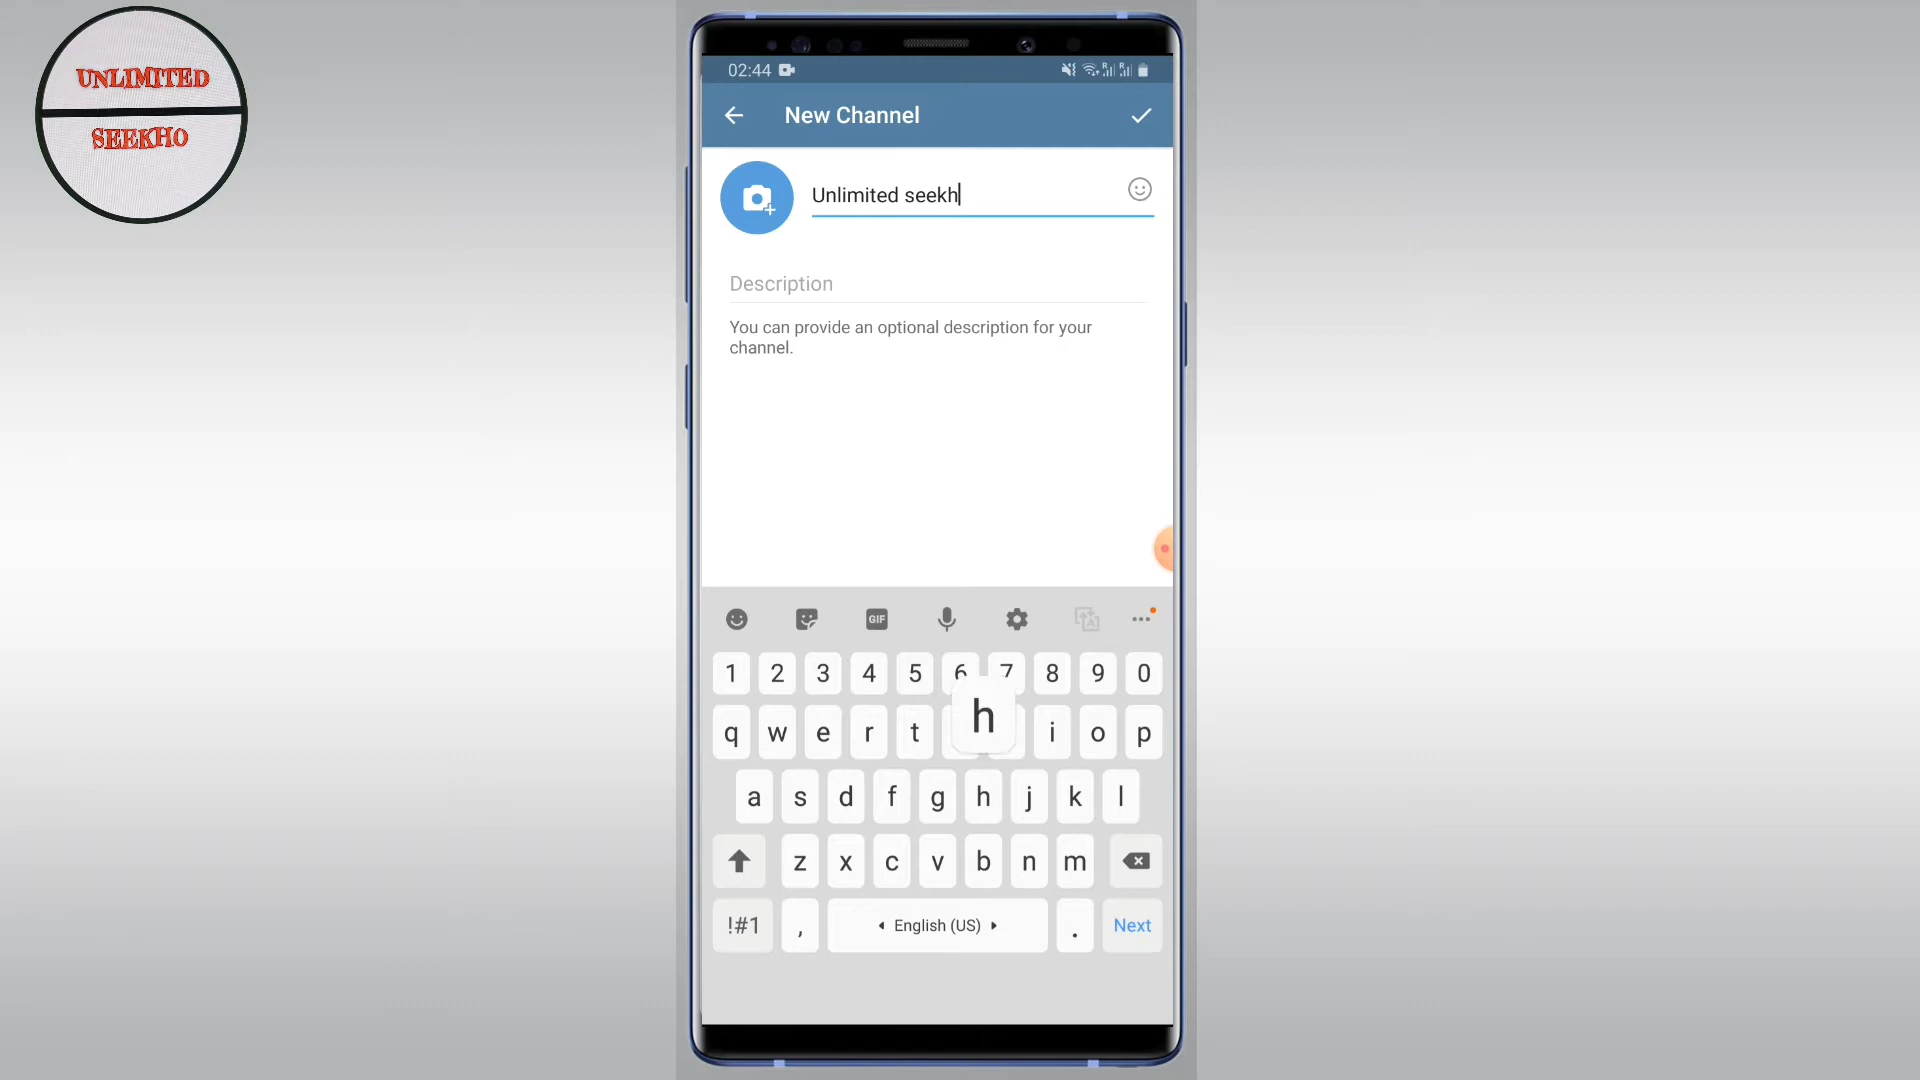 UNLIMITED
SEEKHO
02:44
New Channel
Unlimited seekh
Description
You can provide an optional description for your
channel.
GIF
1 2 3 4 5 6 7 8 9 0
h
q w e r t i o p
a s d f g h j k l
z x c v b n m
!#1 , English (US) . Next